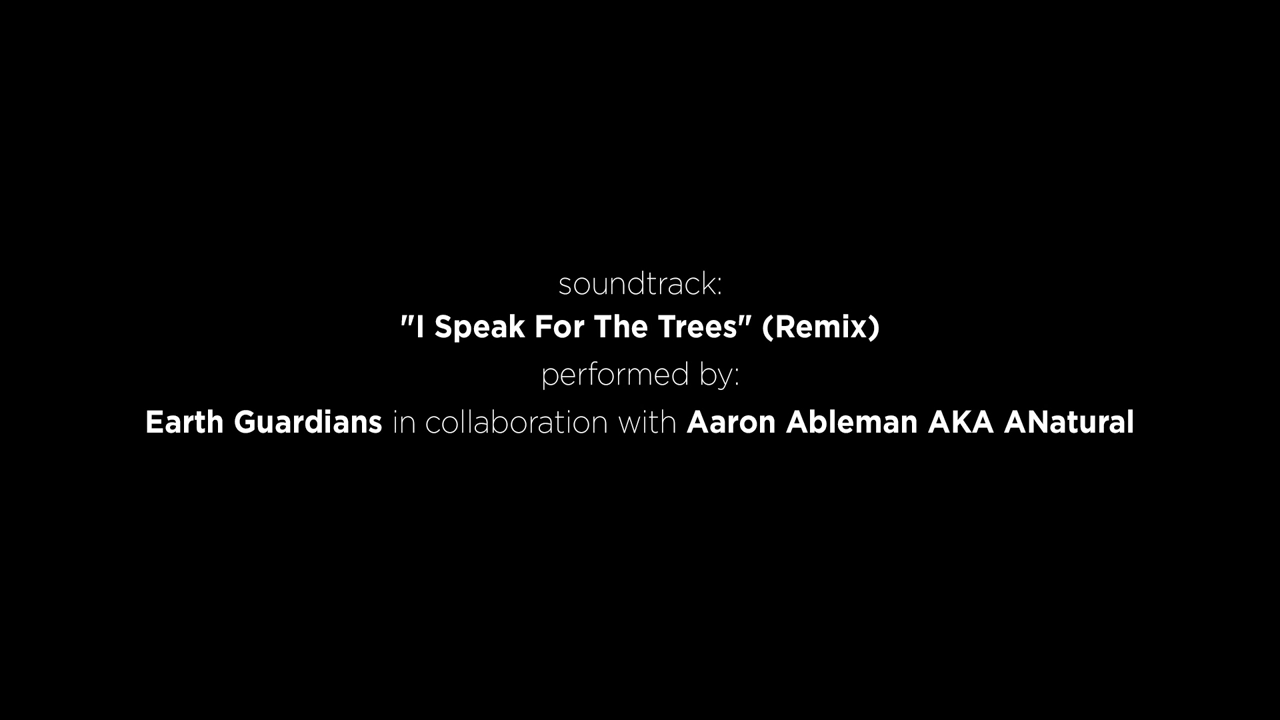 soundtrack:
"I Speak For The Trees" (Remix)
performed by:
Earth Guardians in collaboration with Aaron Ableman AKA ANatural